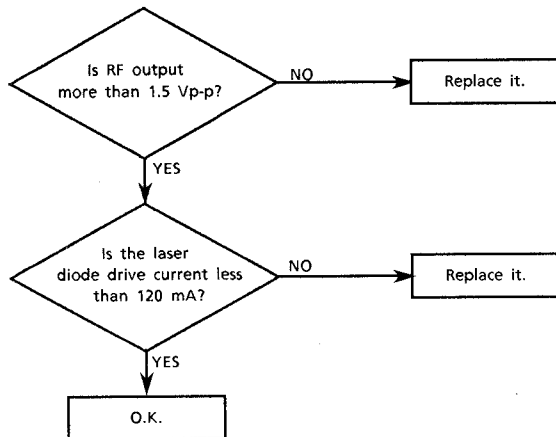 Is RF output
more than 1.5 Vp-p?
NO
Replace it.
YES
Is the laser
diode drive current less
than 120 mA?
NO
Replace it.
YES
O.K.